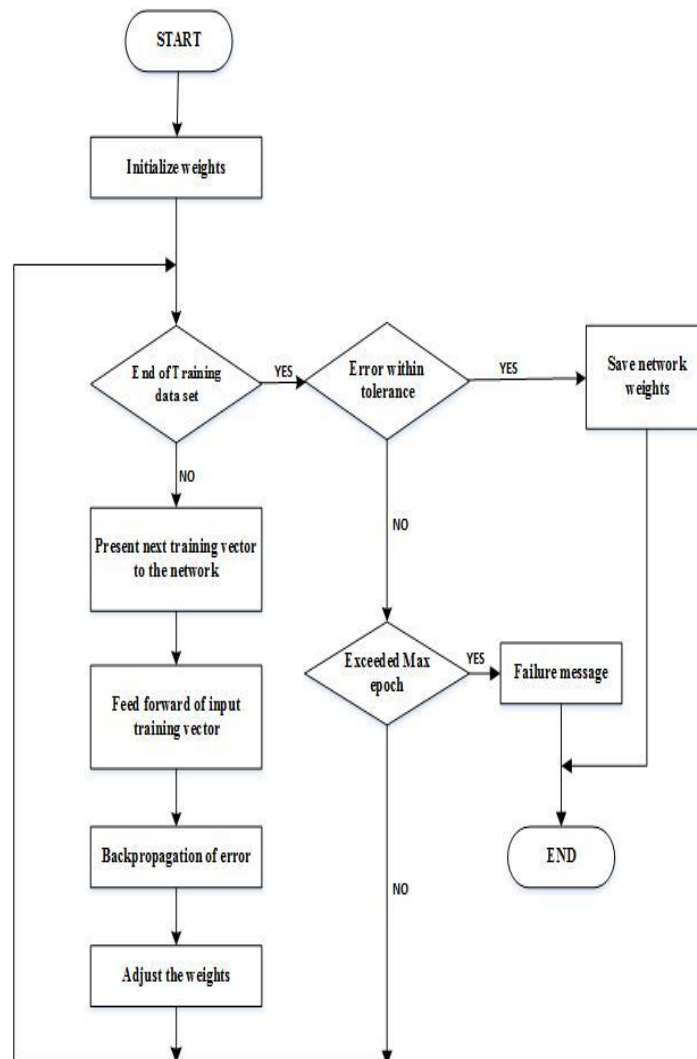 START
Initialize weights
End of Training
data set
YES
Error within
tolerance
YES
Save network
weights
NO
Present next training vector
to the network
NO
Feed forward of input
training vector
Exceeded Max
epoch
YES
Failure message
Backpropagation of error
END
NO
Adjust the weights